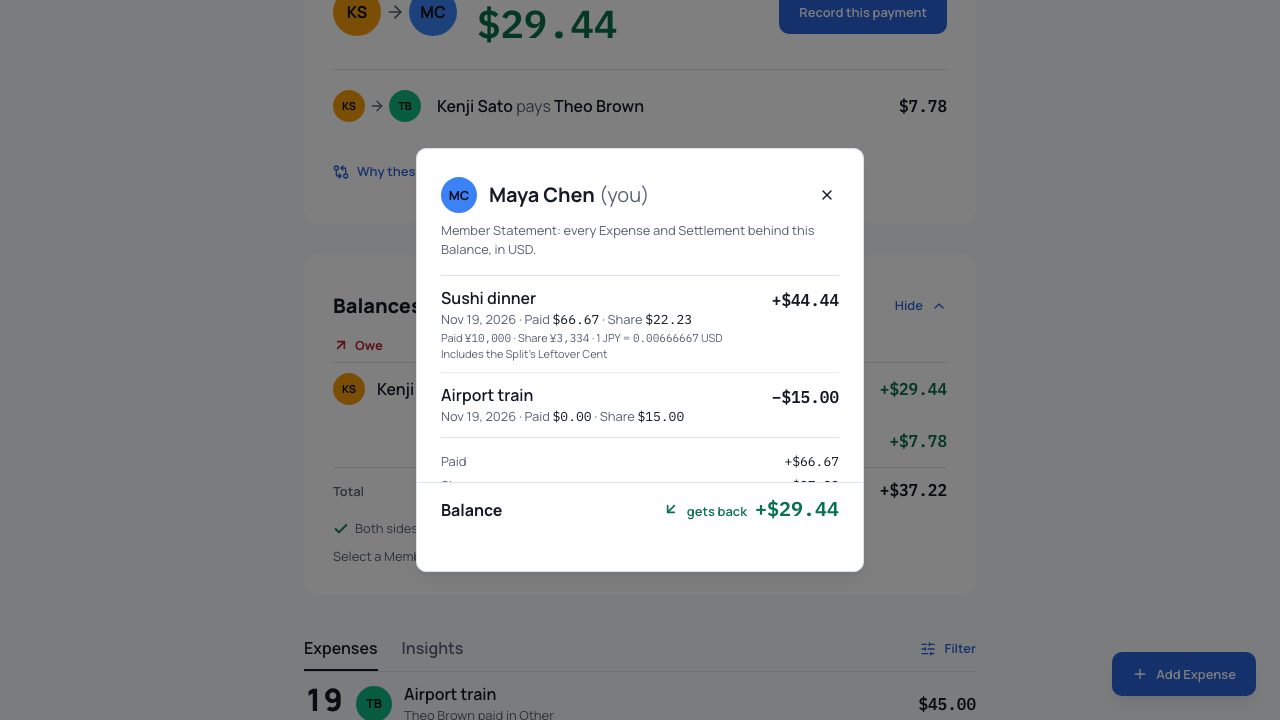 KS → MC $29.44 Record this payment
KS → TB Kenji Sato pays Theo Brown $7.78
Why thes
MC Maya Chen (you)
Member Statement: every Expense and Settlement behind this
Balance, in USD.
Sushi dinner +$44.44
Nov 19, 2026 · Paid $66.67 · Share $22.23
Paid ¥10,000 · Share ¥3,334 · 1 JPY = 0.00666667 USD
Includes the Split's Leftover Cent
Airport train −$15.00
Nov 19, 2026 · Paid $0.00 · Share $15.00
Paid +$66.67
Balance gets back +$29.44
Balances Hide
Owe
KS Kenji +$29.44
+$7.78
Total +$37.22
Both sides
Select a Memb
Expenses Insights Filter
19 TB Airport train $45.00
Theo Brown paid in Other
Add Expense